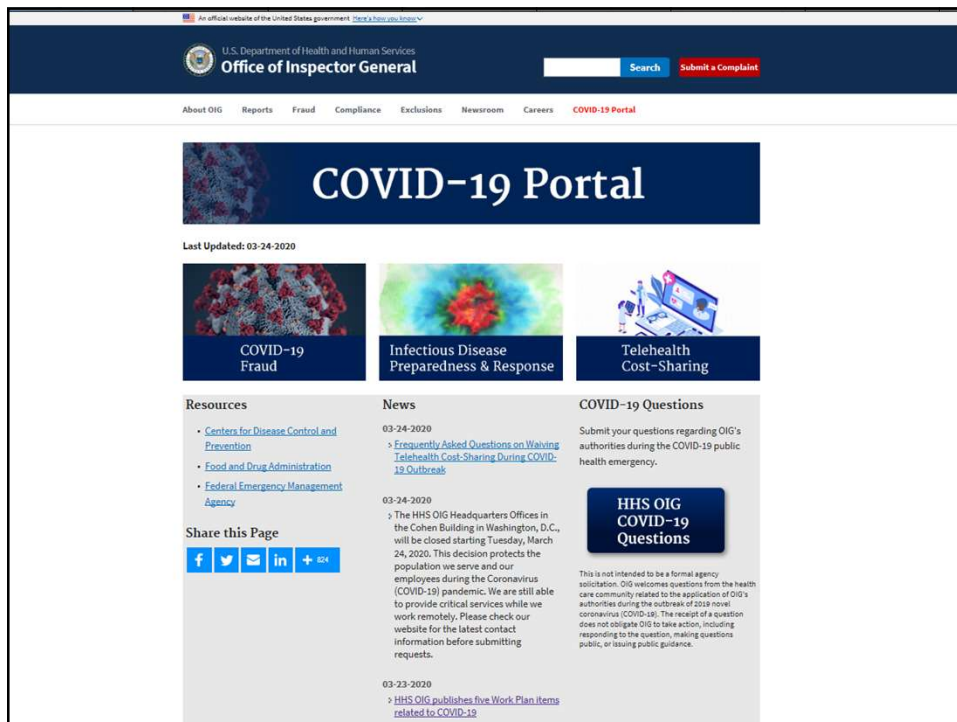 An official website of the United States government Here's how you know
U.S. Department of Health and Human Services
Office of Inspector General
Search
Submit a Complaint
About OIG Reports Fraud Compliance Exclusions Newsroom Careers COVID-19 Portal
COVID-19 Portal
Last Updated: 03-24-2020
COVID-19
Fraud
Infectious Disease
Preparedness & Response
Telehealth
Cost-Sharing
Resources
• Centers for Disease Control and
Prevention
• Food and Drug Administration
• Federal Emergency Management
Agency
Share this Page
824
News
03-24-2020
Frequently Asked Questions on Waiving
Telehealth Cost-Sharing During COVID-
19 Outbreak
03-24-2020
The HHS OIG Headquarters Offices in
the Cohen Building in Washington, D.C.,
will be closed starting Tuesday, March
24, 2020. This decision protects the
population we serve and our
employees during the Coronavirus
(COVID-19) pandemic. We are still able
to provide critical services while we
work remotely. Please check our
website for the latest contact
information before submitting
requests.
03-23-2020
HHS OIG publishes five Work Plan items
related to COVID-19
COVID-19 Questions
Submit your questions regarding OIG's
authorities during the COVID-19 public
health emergency.
HHS OIG
COVID-19
Questions
This is not intended to be a formal agency
solicitation. OIG welcomes questions from the health
care community related to the application of OIG's
authorities during the outbreak of 2019 novel
coronavirus (COVID-19). The receipt of a question
does not obligate OIG to take action, including
responding to the question, making questions
public, or issuing public guidance.